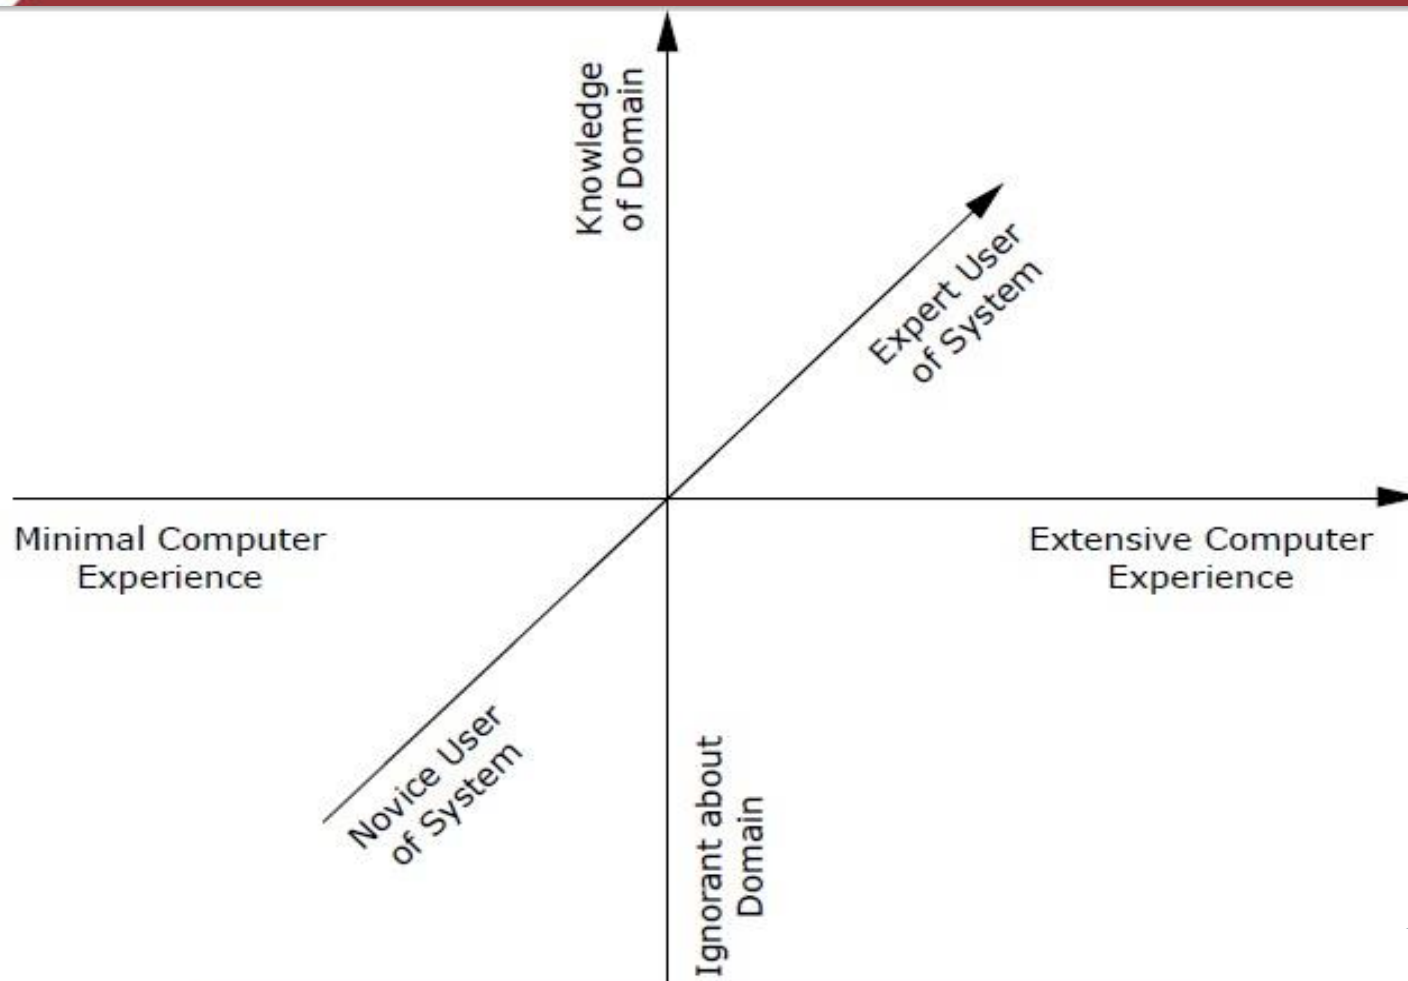 Knowledge
of Domain
Expert User
of System
Minimal Computer
Experience
Extensive Computer
Experience
Novice User
of System
Ignorant about
Domain